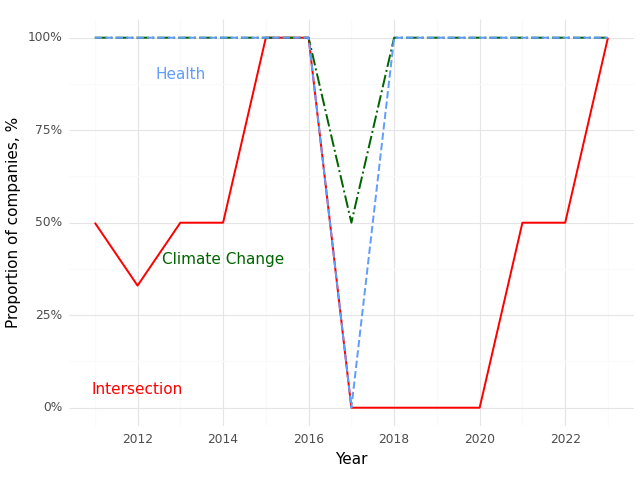 100%
Health
75%
50%
Climate Change
25%
Intersection
0%
2012 2014 2016 2018 2020 2022
Year
Proportion of companies, %